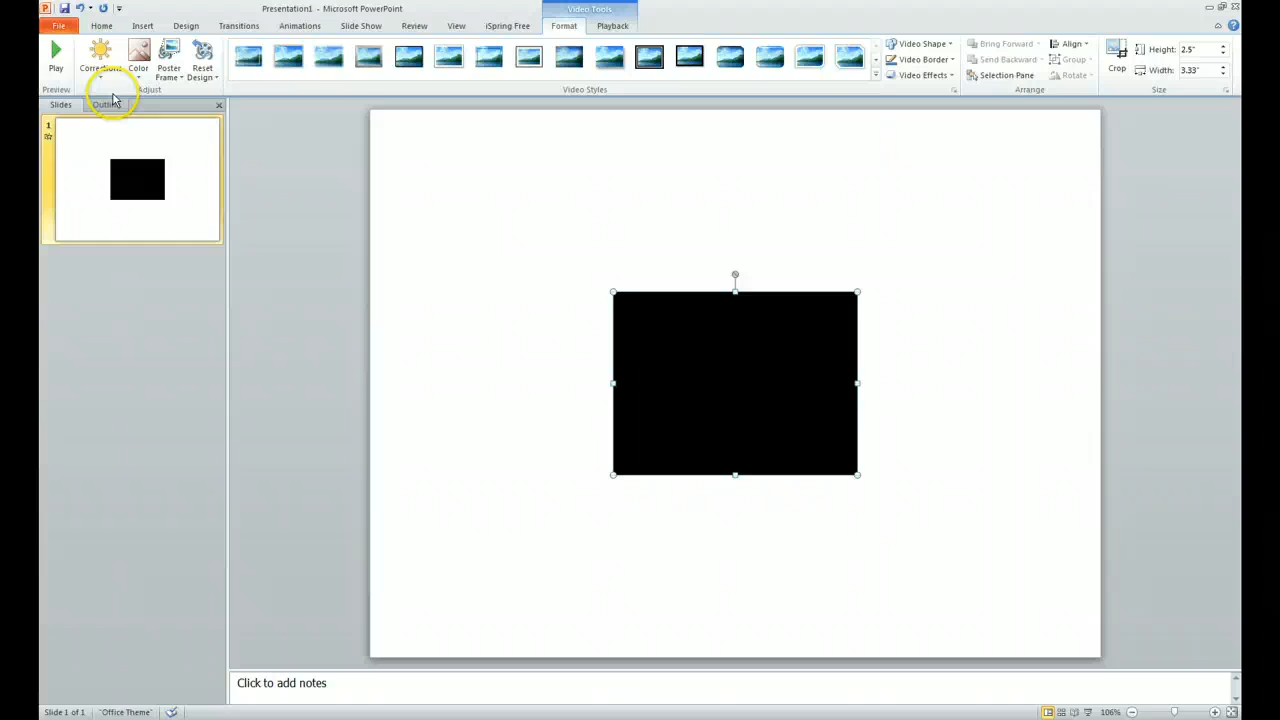 Presentation1 - Microsoft PowerPoint
Video Tools
File Home Insert Design Transitions Animations Slide Show Review View iSpring Free Format Playback
Play
Corrections
Color
Poster Frame
Reset Design
Video Shape
Video Border
Video Effects
Bring Forward
Send Backward
Selection Pane
Align
Group
Rotate
Crop
Height: 2.5"
Width: 3.33"
Preview Adjust Video Styles Arrange Size
Slides Outline
1
Click to add notes
Slide 1 of 1 "Office Theme" 106%